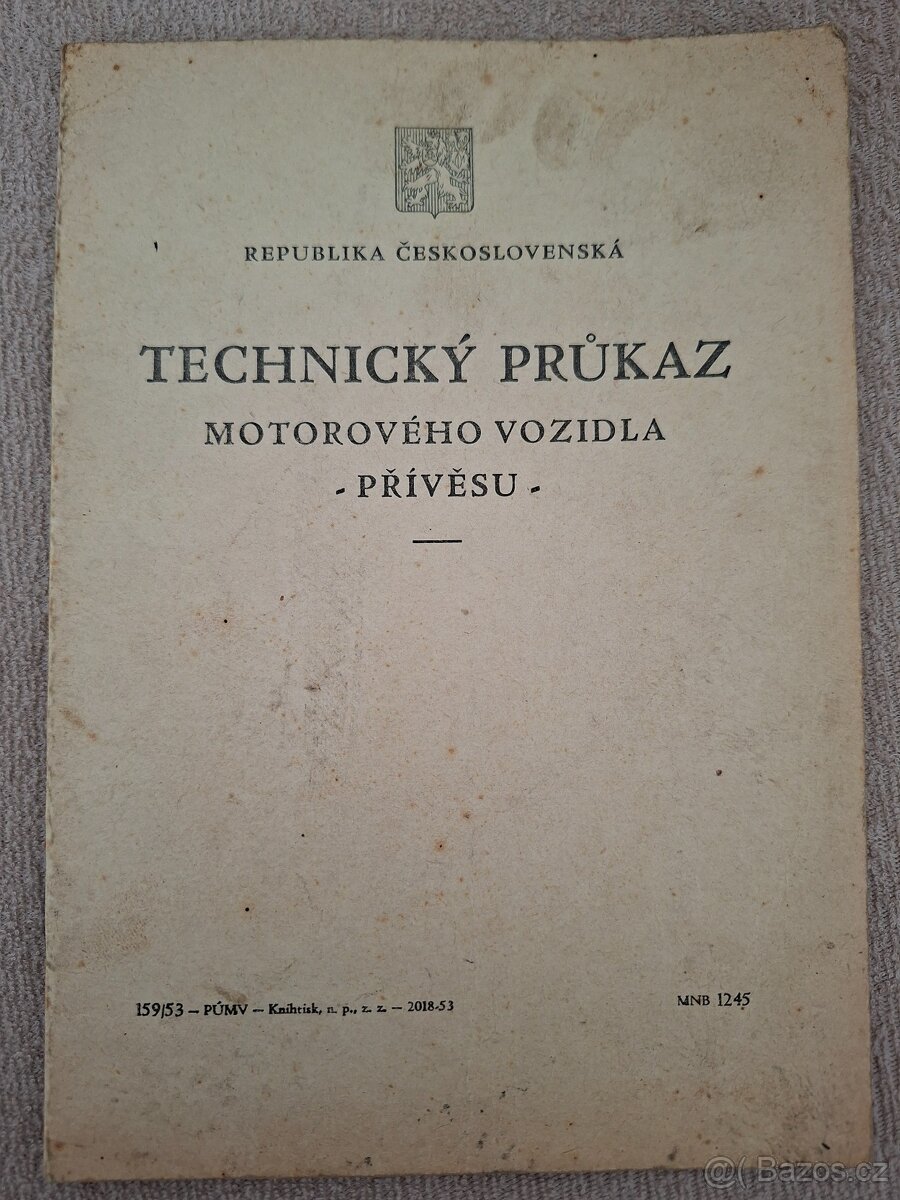 REPUBLIKA ČESKOSLOVENSKÁ
TECHNICKÝ PRŮKAZ
MOTOROVÉHO VOZIDLA
- PŘÍVĚSU -
159/53 — PÚMV — Knihtisk, n. p., z. z. — 2018-53
MNB 1245
@ Bazos.cz